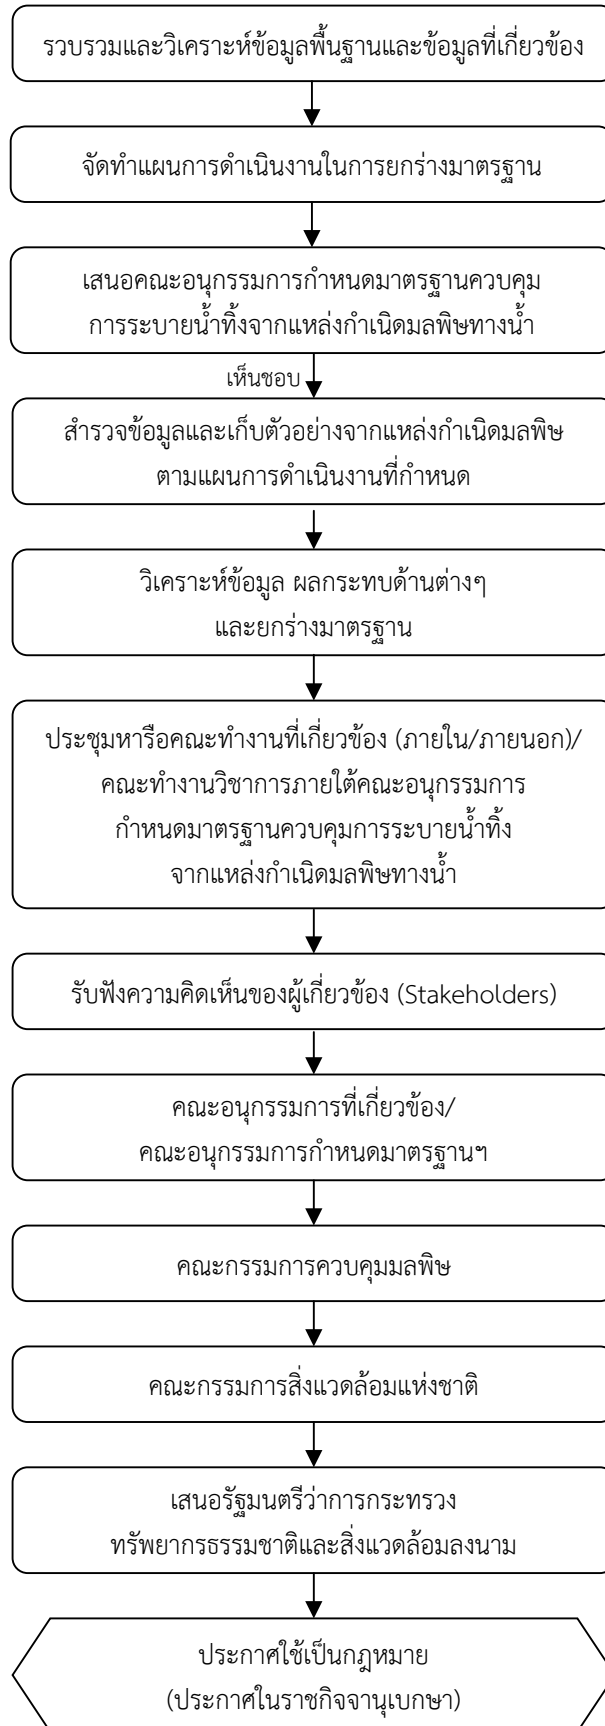 รวบรวมและวิเคราะห์ข้อมูลพื้นฐานและข้อมูลที่เกี่ยวข้อง
จัดทำแผนการดำเนินงานในการยกร่างมาตรฐาน
เสนอคณะอนุกรรมการกำหนดมาตรฐานควบคุม
การระบายน้ำทิ้งจากแหล่งกำเนิดมลพิษทางน้ำ
เห็นชอบ
สำรวจข้อมูลและเก็บตัวอย่างจากแหล่งกำเนิดมลพิษ
ตามแผนการดำเนินงานที่กำหนด
วิเคราะห์ข้อมูล ผลกระทบด้านต่างๆ
และยกร่างมาตรฐาน
ประชุมหารือคณะทำงานที่เกี่ยวข้อง (ภายใน/ภายนอก)/
คณะทำงานวิชาการภายใต้คณะอนุกรรมการ
กำหนดมาตรฐานควบคุมการระบายน้ำทิ้ง
จากแหล่งกำเนิดมลพิษทางน้ำ
รับฟังความคิดเห็นของผู้เกี่ยวข้อง (Stakeholders)
คณะอนุกรรมการที่เกี่ยวข้อง/
คณะอนุกรรมการกำหนดมาตรฐานฯ
คณะกรรมการควบคุมมลพิษ
คณะกรรมการสิ่งแวดล้อมแห่งชาติ
เสนอรัฐมนตรีว่าการกระทรวง
ทรัพยากรธรรมชาติและสิ่งแวดล้อมลงนาม
ประกาศใช้เป็นกฎหมาย
(ประกาศในราชกิจจานุเบกษา)